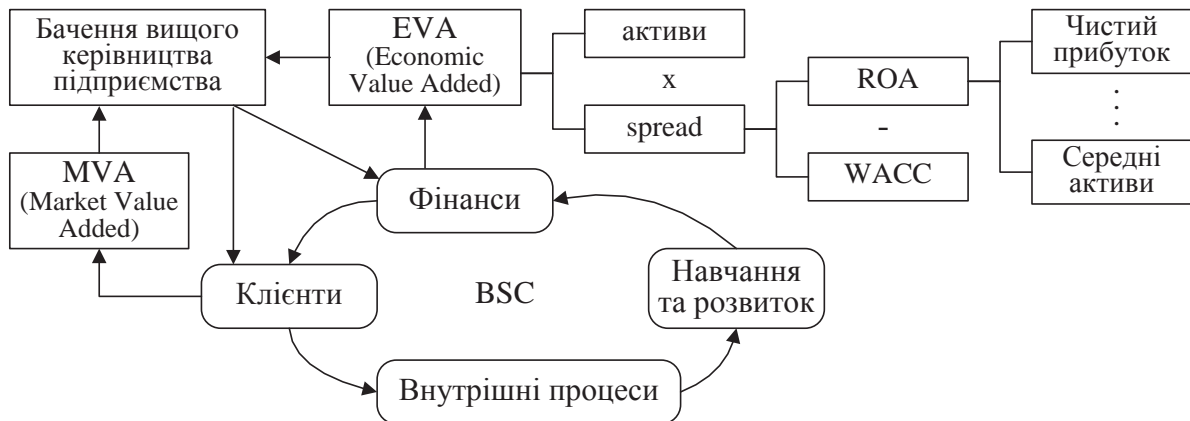 Бачення вищого
керівництва
підприємства
EVA
(Economic
Value Added)
активи
x
spread
ROA
-
WACC
Чистий
прибуток
:
:
Середні
активи
MVA
(Market Value
Added)
Фінанси
Клієнти
BSC
Навчання
та розвиток
Внутрішні процеси